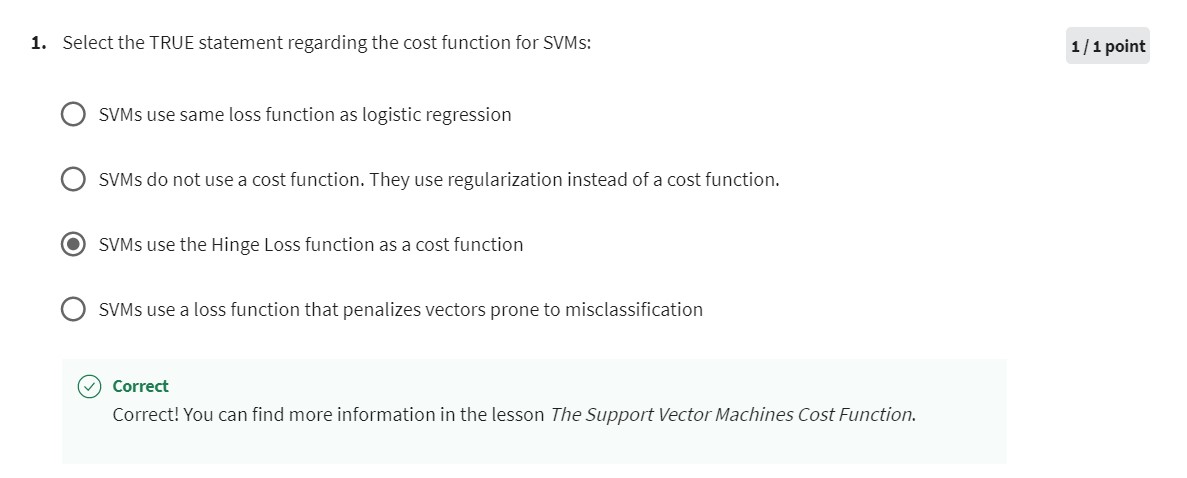 1. Select the TRUE statement regarding the cost function for SVMs:
1 / 1 point
SVMs use same loss function as logistic regression
SVMs do not use a cost function. They use regularization instead of a cost function.
SVMs use the Hinge Loss function as a cost function
SVMs use a loss function that penalizes vectors prone to misclassification
Correct
Correct! You can find more information in the lesson The Support Vector Machines Cost Function.